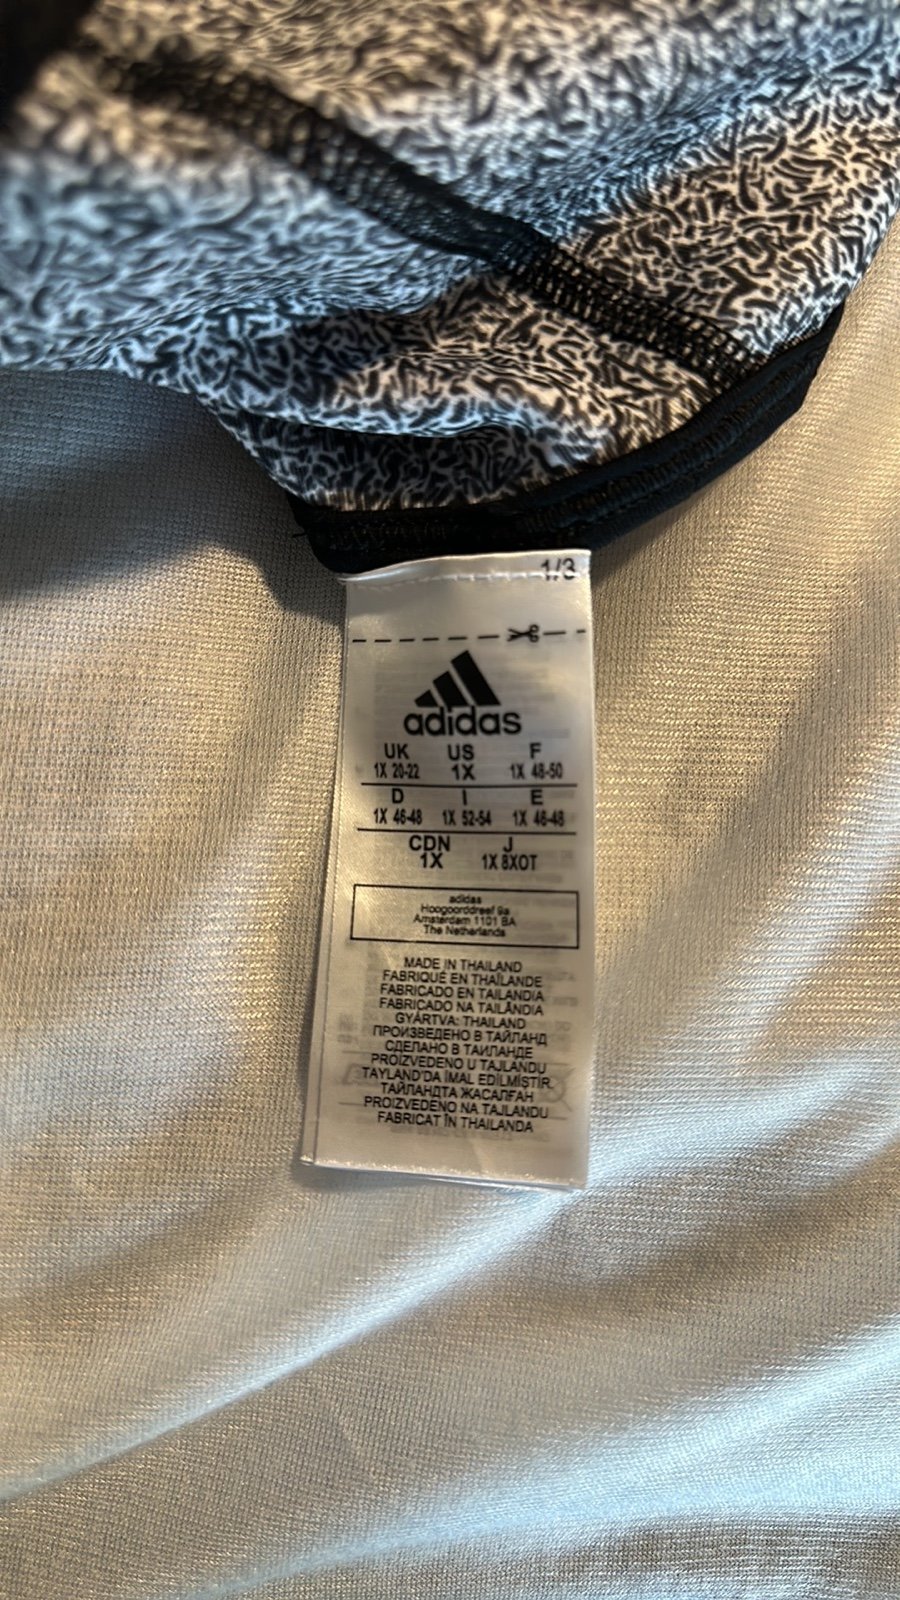 1/3
adidas
UK US F
1X 20-22 1X 1X 48-50
D I E
1X 46-48 1X 52-54 1X 46-48
CDN J
1X 1X 8XOT
adidas
Hoogoorddreef 9a
Amsterdam 1101 BA
The Netherlands
MADE IN THAILAND
FABRIQUÉ EN THAÏLANDE
FABRICADO EN TAILANDIA
FABRICADO NA TAILÂNDIA
GYÁRTVA: THAILAND
ПРОИЗВЕДЕНО В ТАЙЛАНД
СДЕЛАНО В ТАИЛАНДЕ
PROIZVEDENO U TAJLANDU
TAYLAND'DA İMAL EDİLMİŞTİR
ТАЙЛАНДТА ЖАСАЛҒАН
PROIZVEDENO NA TAJLANDU
FABRICAT ÎN THAILANDA